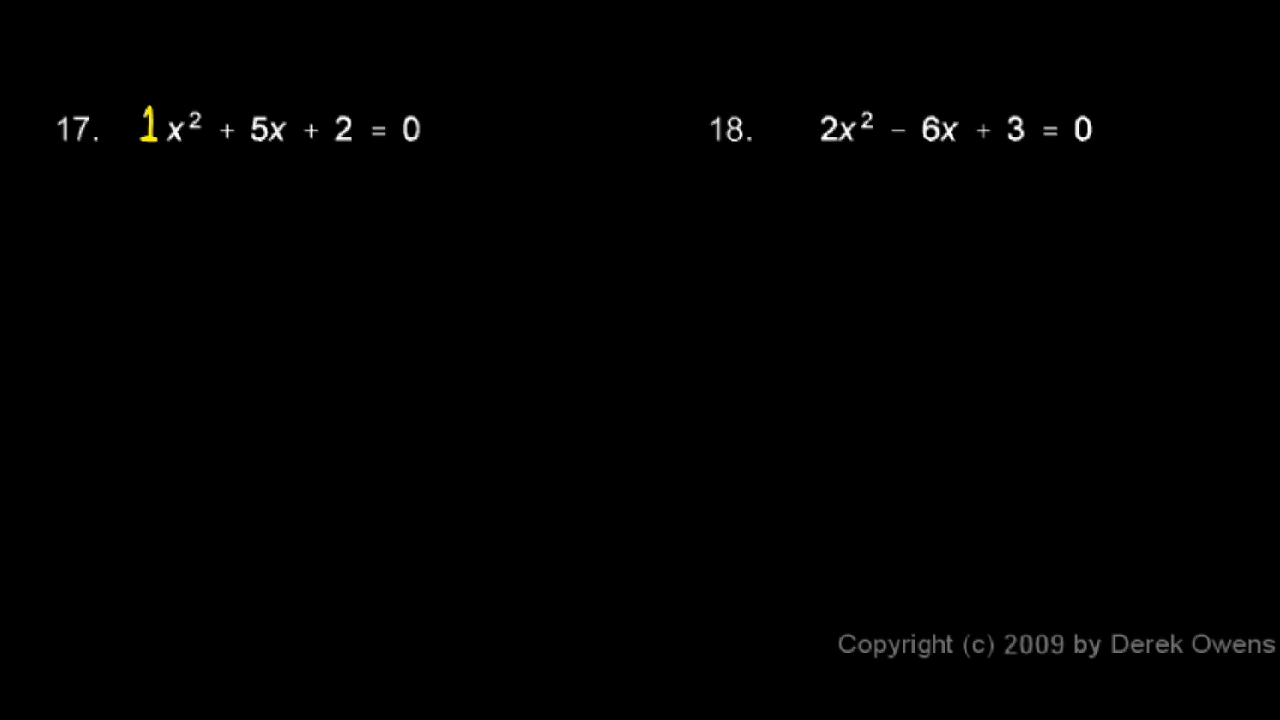 17. 1x² + 5x + 2 = 0
18. 2x² − 6x + 3 = 0
Copyright (c) 2009 by Derek Owens